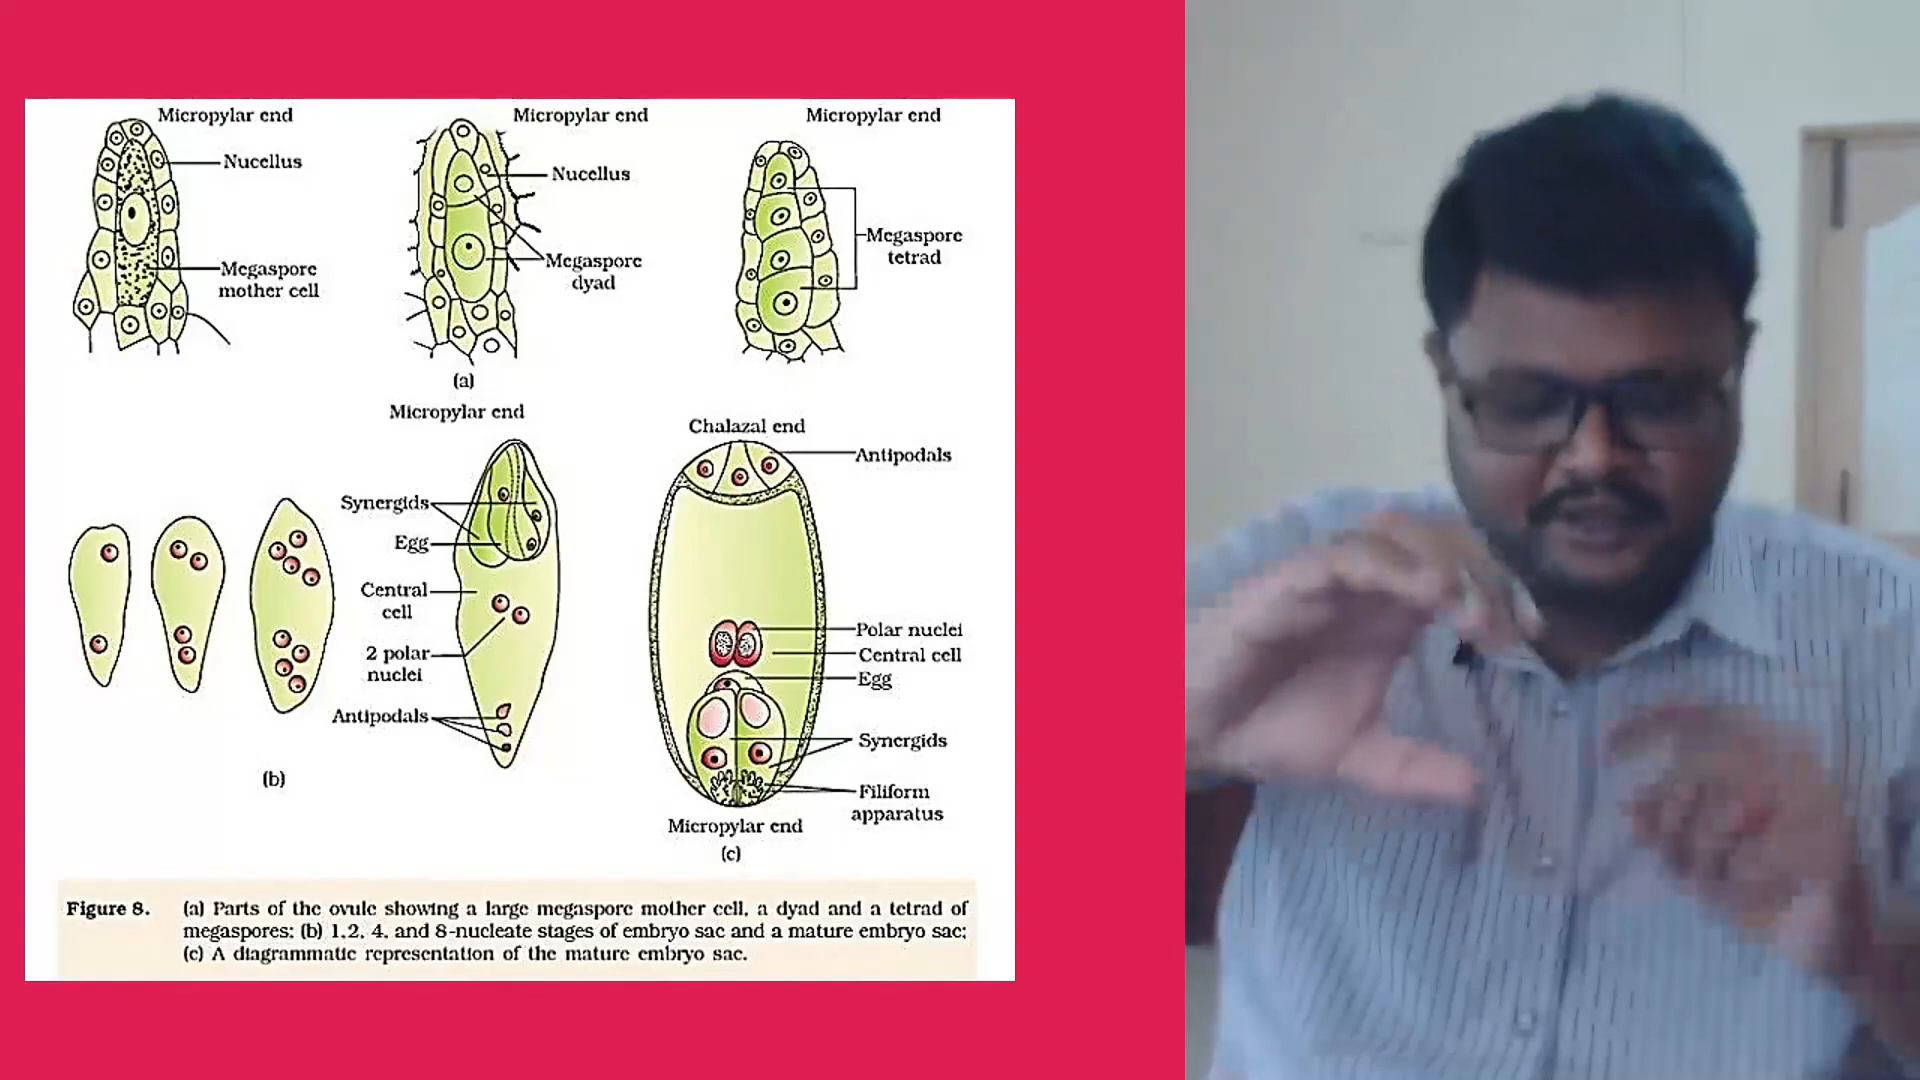 Micropylar end
Micropylar end
Micropylar end
Nucellus
Nucellus
Megaspore
mother cell
Megaspore
dyad
Megaspore
tetrad
(a)
Micropylar end
Synergids
Egg
Central
cell
2 polar
nuclei
Antipodals
(b)
Chalazal end
Antipodals
Polar nuclei
Central cell
Egg
Synergids
Filiform
apparatus
Micropylar end
(c)
Figure 8. (a) Parts of the ovule showing a large megaspore mother cell, a dyad and a tetrad of
megaspores; (b) 1,2, 4, and 8-nucleate stages of embryo sac and a mature embryo sac;
(c) A diagrammatic representation of the mature embryo sac.